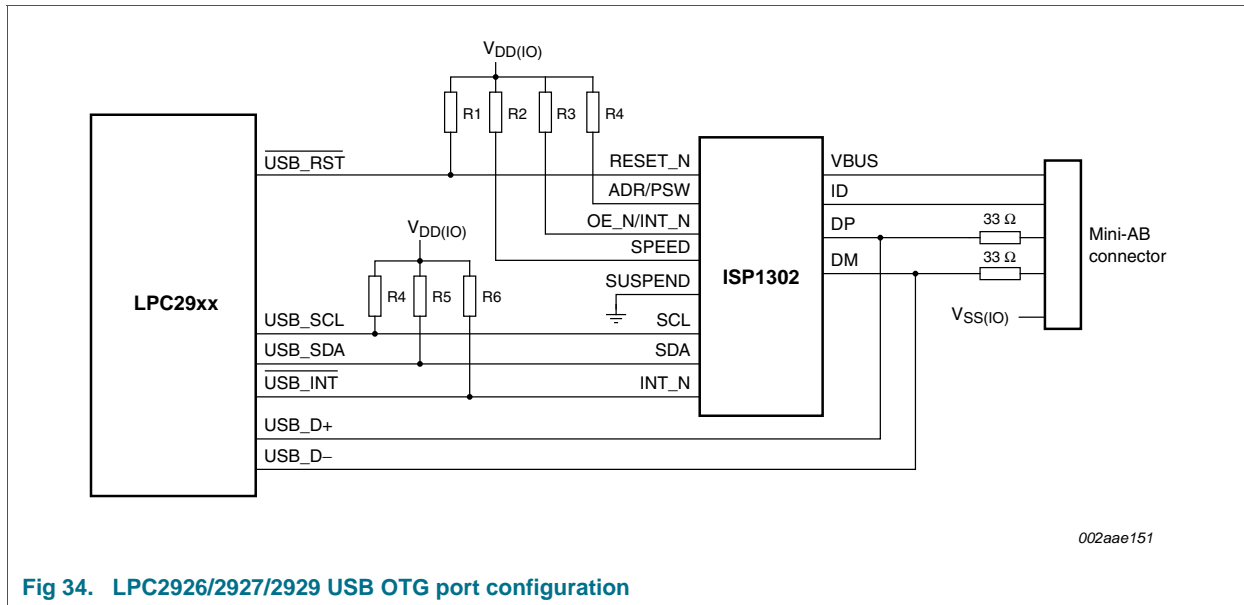 VDD(IO)
R1 R2 R3 R4
USB_RST
RESET_N
VBUS
ADR/PSW
ID
OE_N/INT_N
DP
33 Ω
VDD(IO)
SPEED
Mini-AB
connector
DM
33 Ω
SUSPEND
ISP1302
LPC29xx
R4 R5 R6
VSS(IO)
USB_SCL
SCL
USB_SDA
SDA
USB_INT
INT_N
USB_D+
USB_D−
002aae151
Fig 34. LPC2926/2927/2929 USB OTG port configuration